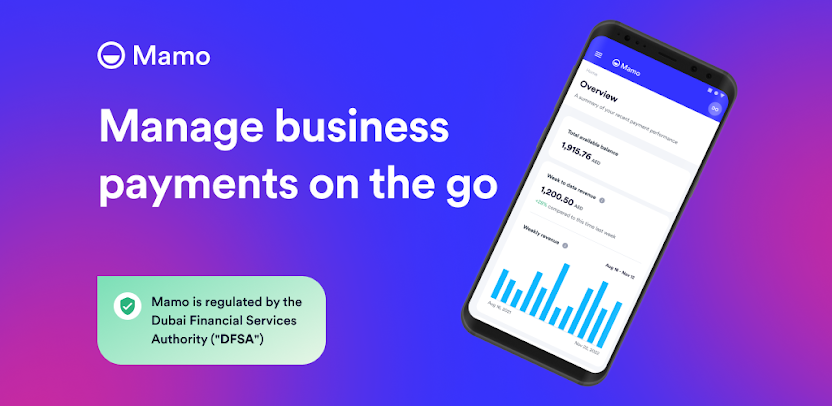 Mamo
Manage business
payments on the go
Mamo is regulated by the
Dubai Financial Services
Authority ("DFSA")
Mamo
GO
Home
Overview
A summary of your recent payment performance
Total available balance
1,915.76 AED
Week to date revenue
1,200.50 AED
+20% compared to this time last week
Weekly revenue
Aug 16 - Nov 12
Aug 16, 2021
Nov 20, 2022